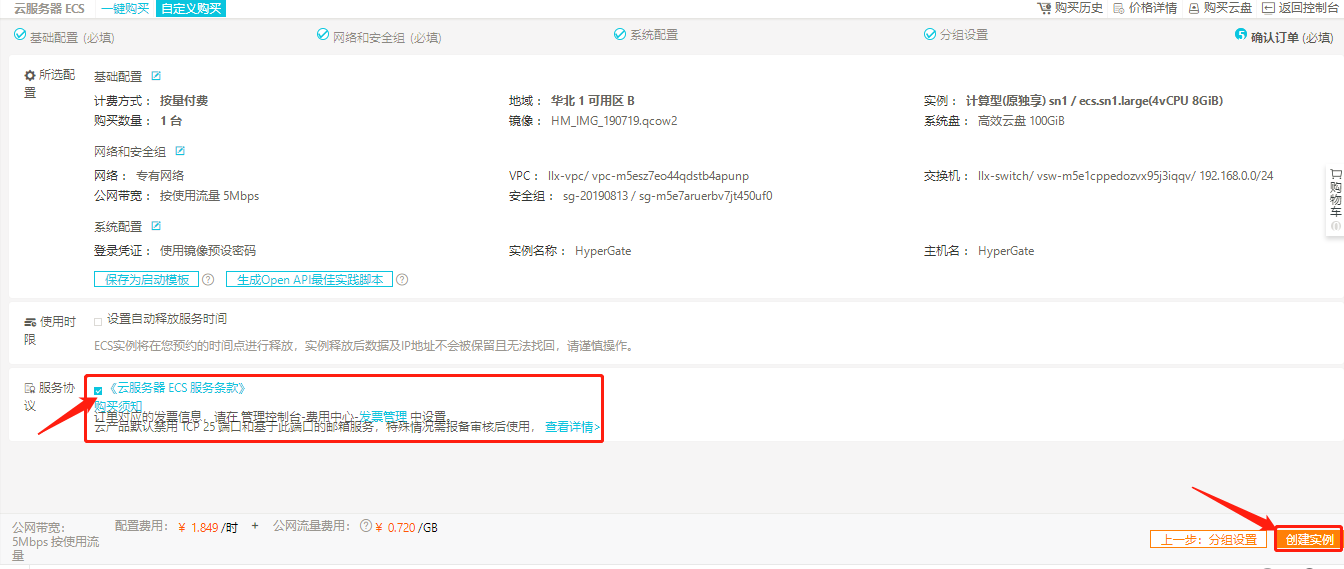 云服务器 ECS 一键购买 自定义购买 购买历史 价格详情 购买云盘 返回控制台
基础配置 (必填) 网络和安全组 (必填) 系统配置 分组设置 5 确认订单 (必填)
所选配置
基础配置
计费方式： 按量付费 地域： 华北 1 可用区 B 实例： 计算型(原独享) sn1 / ecs.sn1.large(4vCPU 8GiB)
购买数量： 1 台 镜像： HM_IMG_190719.qcow2 系统盘： 高效云盘 100GiB
网络和安全组
网络： 专有网络 VPC： llx-vpc/ vpc-m5esz7eo44qdstb4apunp 交换机： llx-switch/ vsw-m5e1cppedozvx95j3iqqv/ 192.168.0.0/24
公网带宽： 按使用流量 5Mbps 安全组： sg-20190813 / sg-m5e7aruerbv7jt450uf0
购物车
系统配置
登录凭证： 使用镜像预设密码 实例名称： HyperGate 主机名： HyperGate
保存为启动模板 ? 生成Open API最佳实践脚本 ?
使用时限
设置自动释放服务时间
ECS实例将在您预约的时间点进行释放，实例释放后数据及IP地址不会被保留且无法找回，请谨慎操作。
服务协议
《云服务器 ECS 服务条款》
购买须知
订单对应的发票信息，请在 管理控制台-费用中心-发票管理 中设置。
云产品默认禁用 TCP 25 端口和基于此端口的邮箱服务，特殊情况需报备审核后使用， 查看详情>
公网带宽：
5Mbps 按使用流量
配置费用： ¥ 1.849 /时 + 公网流量费用： ? ¥ 0.720 /GB
上一步：分组设置 创建实例